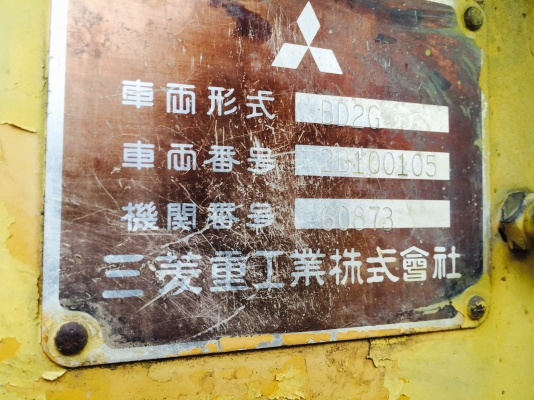 車両形式 BD2G
車両番号 2D100105
機関番号 60873
三菱重工業株式會社